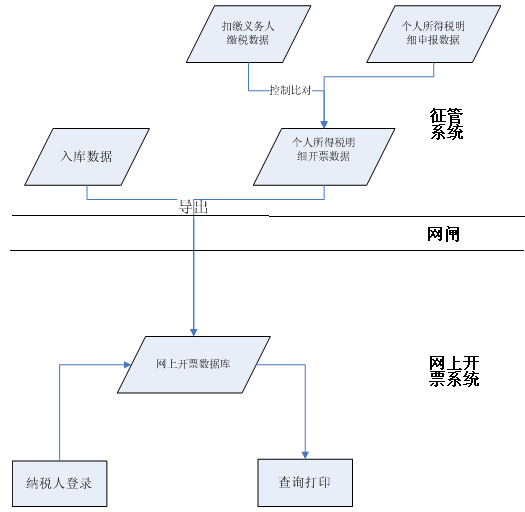 扣缴义务人
缴税数据
个人所得税明
细申报数据
控制比对
征管
系统
入库数据
个人所得税明
细开票数据
导出
网闸
网上开票数据库
网上开
票系统
纳税人登录
查询打印